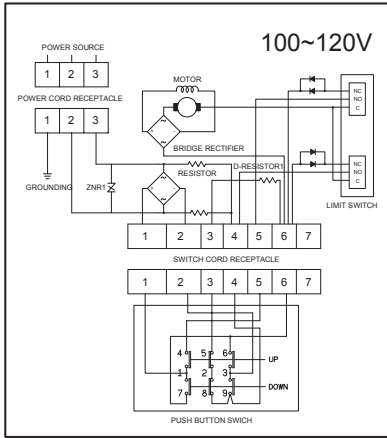 100~120V
POWER SOURCE
1 2 3
POWER CORD RECEPTACLE
1 2 3
GROUNDING
ZNR1
MOTOR
BRIDGE RECTIFIER
RESISTOR
D-RESISTOR1
NC
NO
C
NC
NO
C
LIMIT SWITCH
1 2 3 4 5 6 7
SWITCH CORD RECEPTACLE
1 2 3 4 5 6 7
4 5 6
UP
1 2 3
DOWN
7 8 9
PUSH BUTTON SWICH